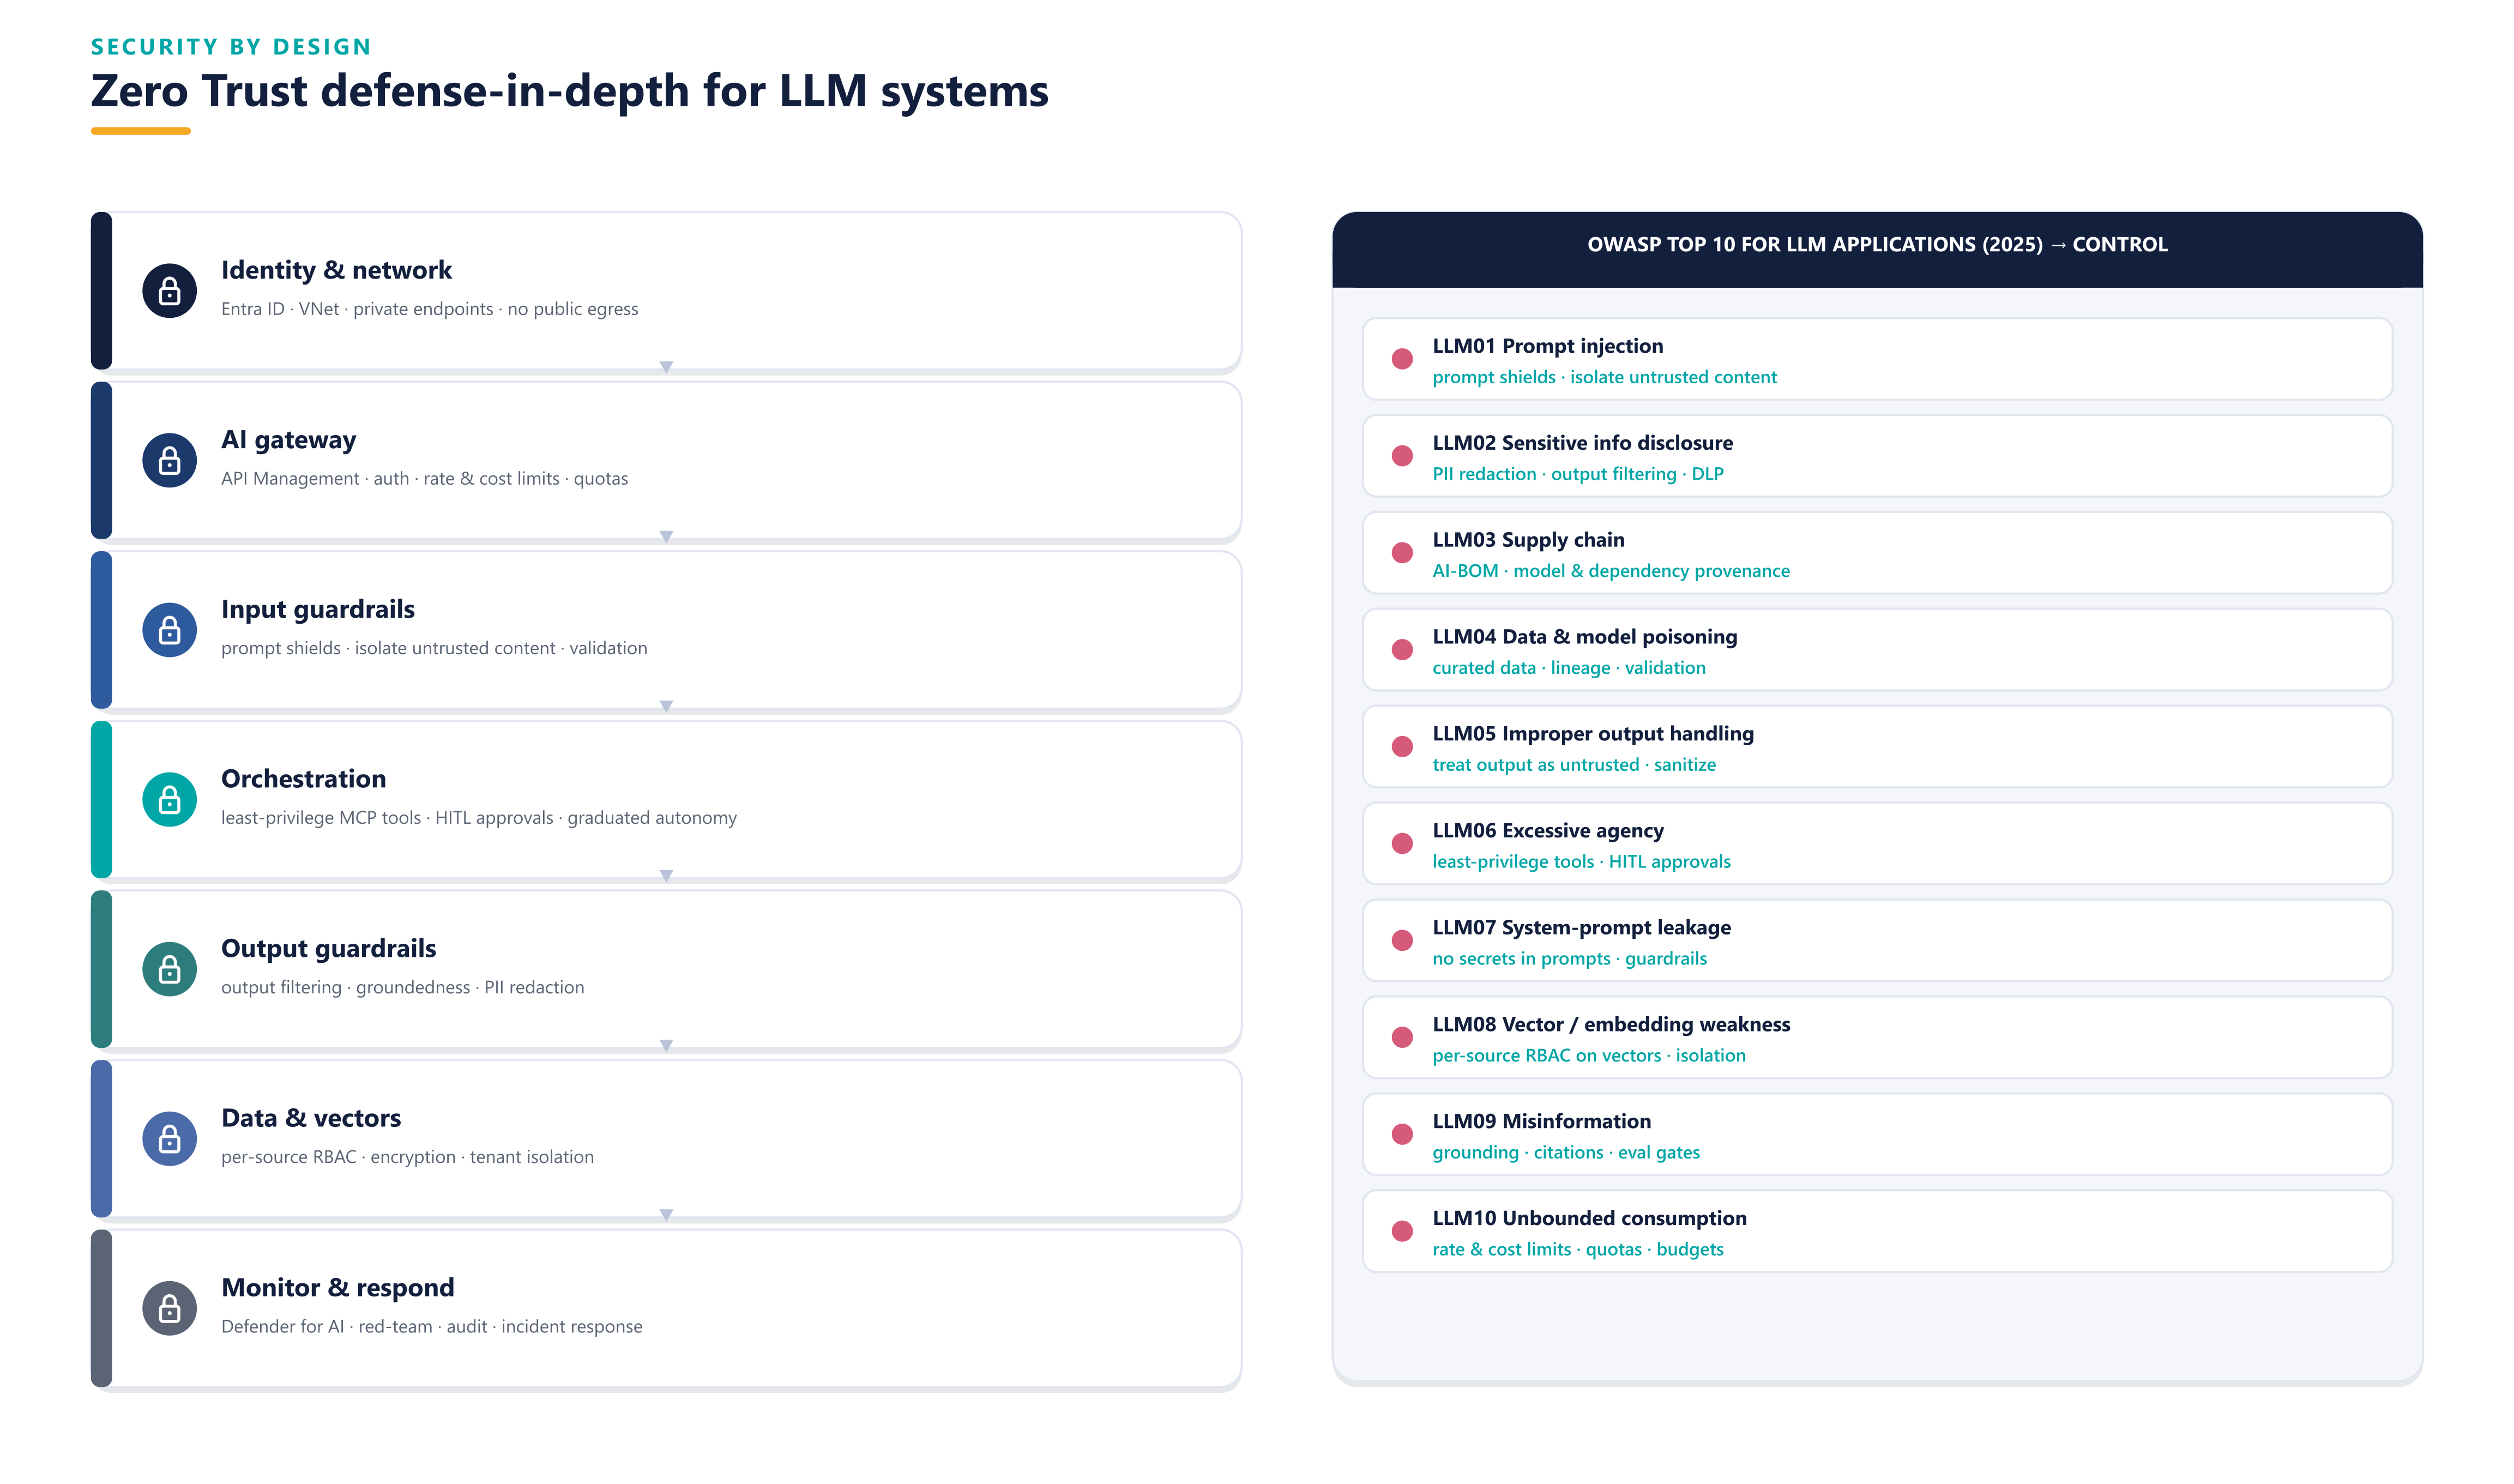 SECURITY BY DESIGN
Zero Trust defense-in-depth for LLM systems
Identity & network
Entra ID · VNet · private endpoints · no public egress
AI gateway
API Management · auth · rate & cost limits · quotas
Input guardrails
prompt shields · isolate untrusted content · validation
Orchestration
least-privilege MCP tools · HITL approvals · graduated autonomy
Output guardrails
output filtering · groundedness · PII redaction
Data & vectors
per-source RBAC · encryption · tenant isolation
Monitor & respond
Defender for AI · red-team · audit · incident response
OWASP TOP 10 FOR LLM APPLICATIONS (2025) → CONTROL
LLM01 Prompt injection
prompt shields · isolate untrusted content
LLM02 Sensitive info disclosure
PII redaction · output filtering · DLP
LLM03 Supply chain
AI-BOM · model & dependency provenance
LLM04 Data & model poisoning
curated data · lineage · validation
LLM05 Improper output handling
treat output as untrusted · sanitize
LLM06 Excessive agency
least-privilege tools · HITL approvals
LLM07 System-prompt leakage
no secrets in prompts · guardrails
LLM08 Vector / embedding weakness
per-source RBAC on vectors · isolation
LLM09 Misinformation
grounding · citations · eval gates
LLM10 Unbounded consumption
rate & cost limits · quotas · budgets